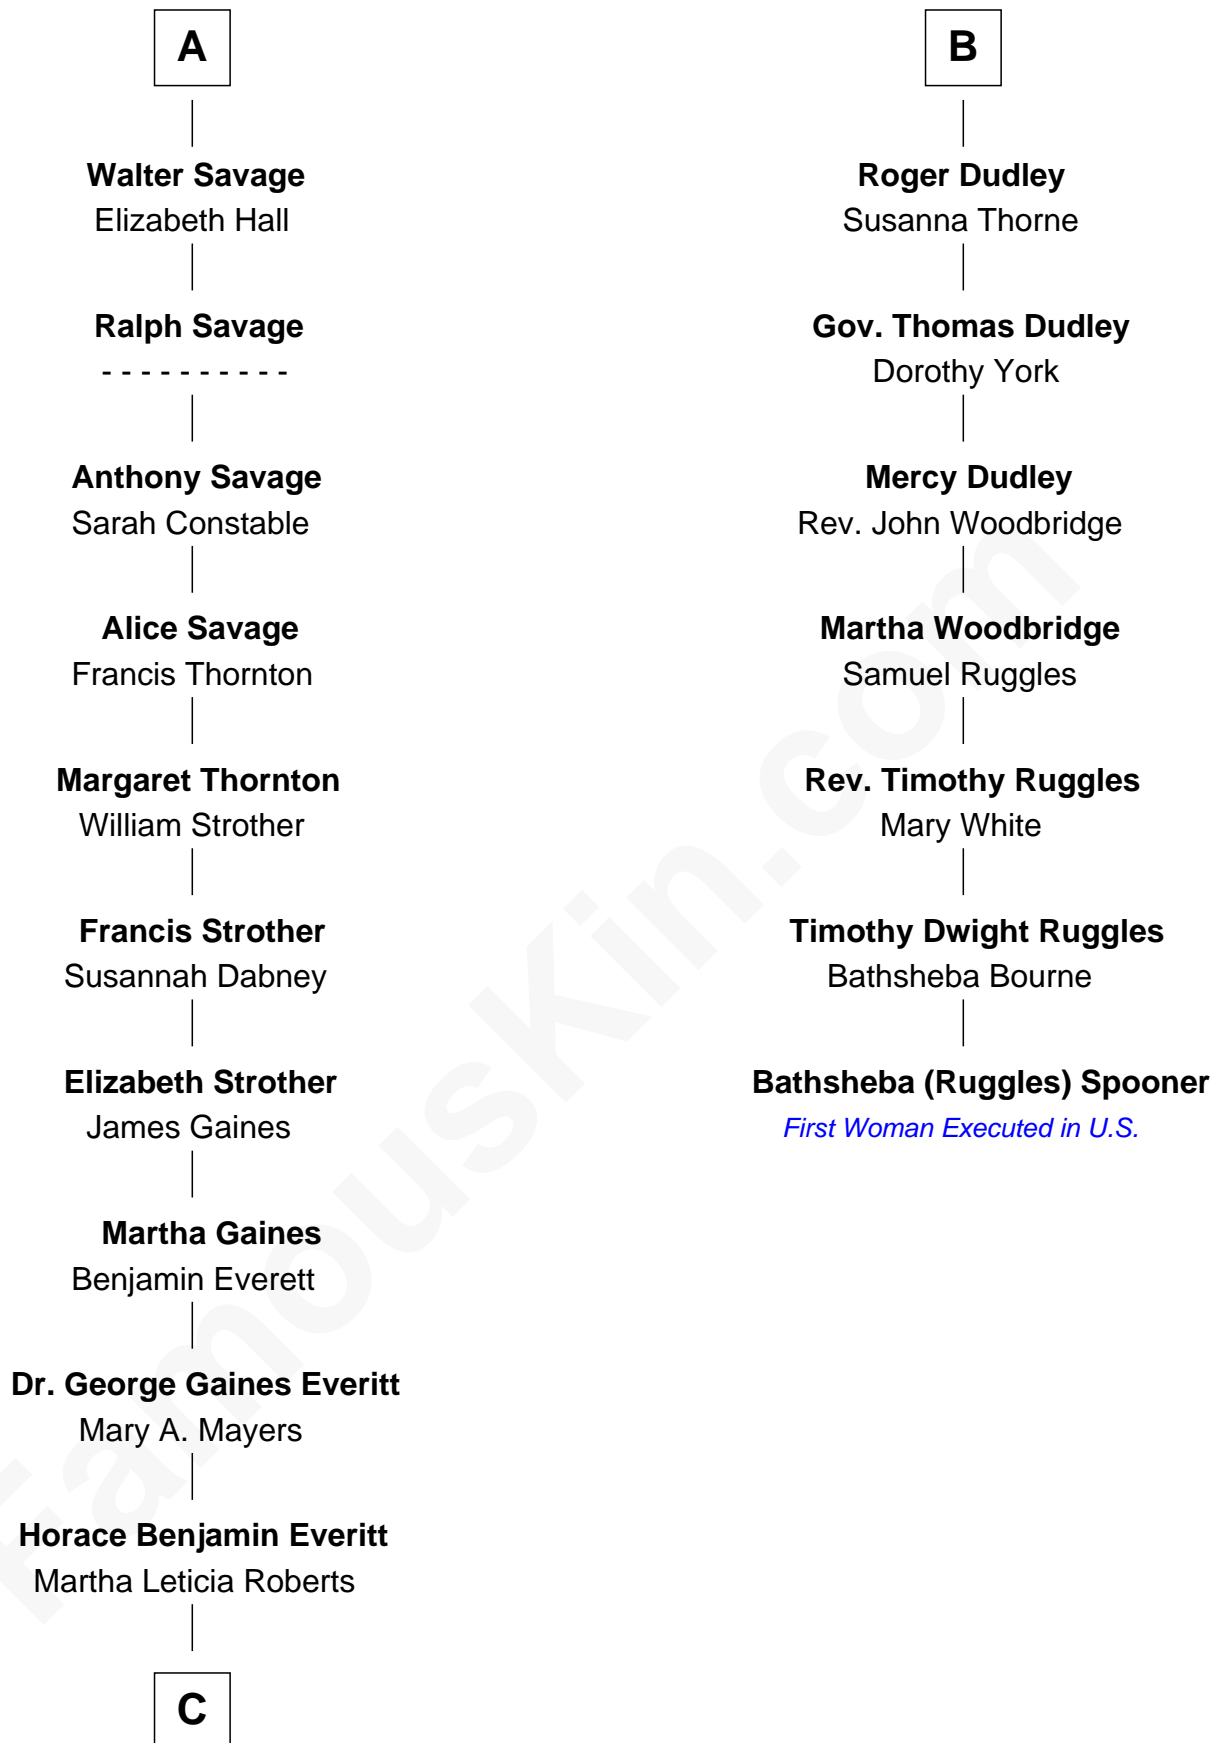 A
Walter Savage
Elizabeth Hall
Ralph Savage
- - - - - - - - - -
Anthony Savage
Sarah Constable
Alice Savage
Francis Thornton
Margaret Thornton
William Strother
Francis Strother
Susannah Dabney
Elizabeth Strother
James Gaines
Martha Gaines
Benjamin Everett
Dr. George Gaines Everitt
Mary A. Mayers
Horace Benjamin Everitt
Martha Leticia Roberts
C
B
Roger Dudley
Susanna Thorne
Gov. Thomas Dudley
Dorothy York
Mercy Dudley
Rev. John Woodbridge
Martha Woodbridge
Samuel Ruggles
Rev. Timothy Ruggles
Mary White
Timothy Dwight Ruggles
Bathsheba Bourne
Bathsheba (Ruggles) Spooner
First Woman Executed in U.S.
FamousKin.com